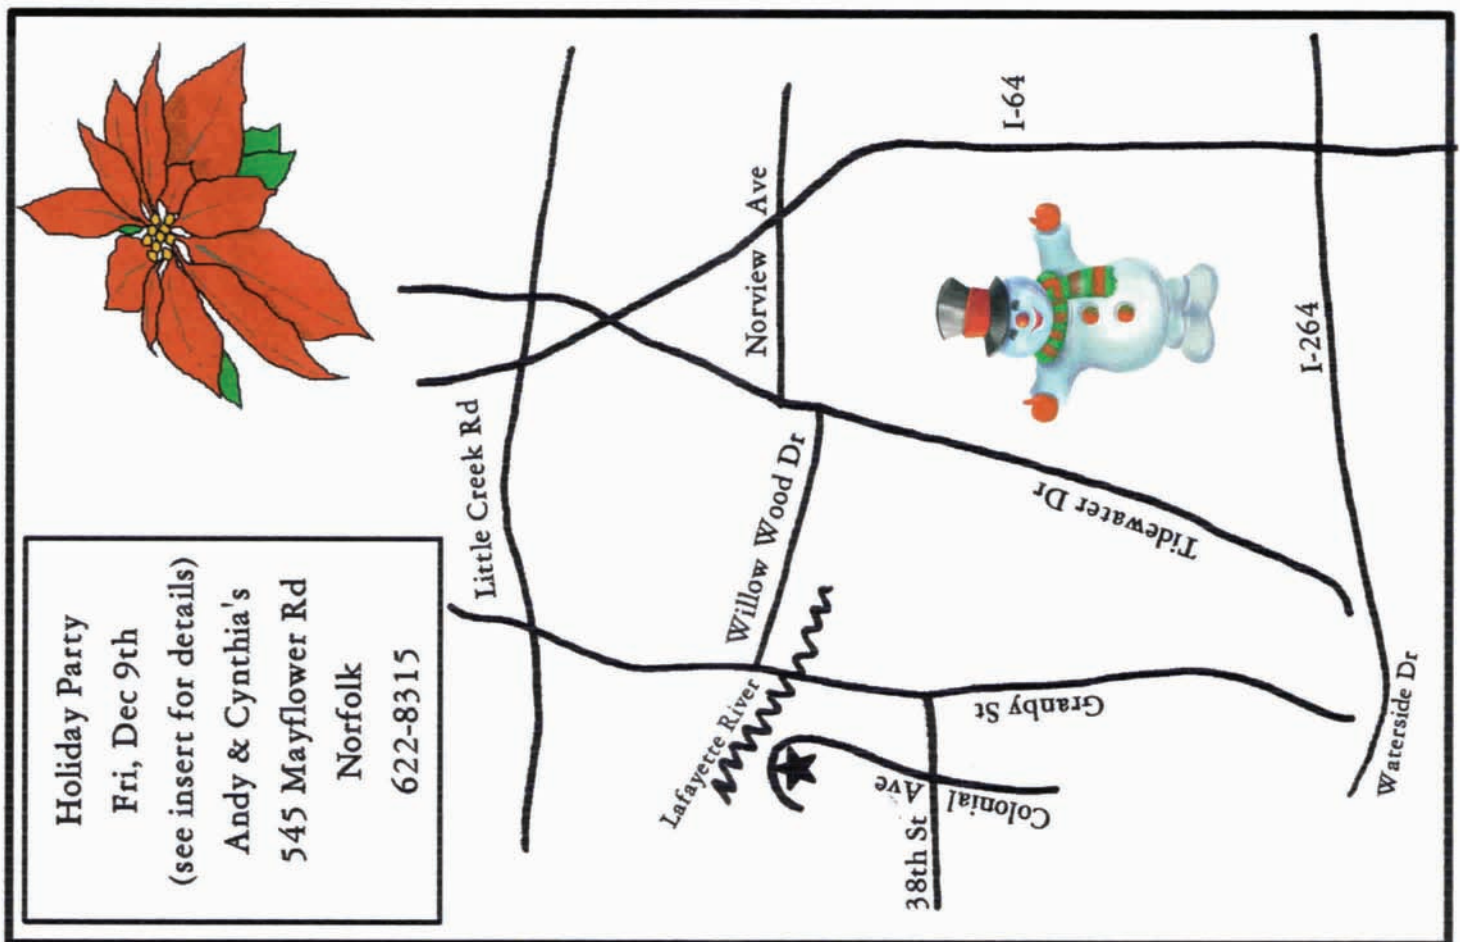 Holiday Party
Fri, Dec 9th
(see insert for details)
Andy & Cynthia's
545 Mayflower Rd
Norfolk
622-8315
Little Creek Rd
Norview Ave
I-64
Willow Wood Dr
Lafayette River
Tidewater Dr
I-264
Granby St
Colonial Ave
38th St
Waterside Dr